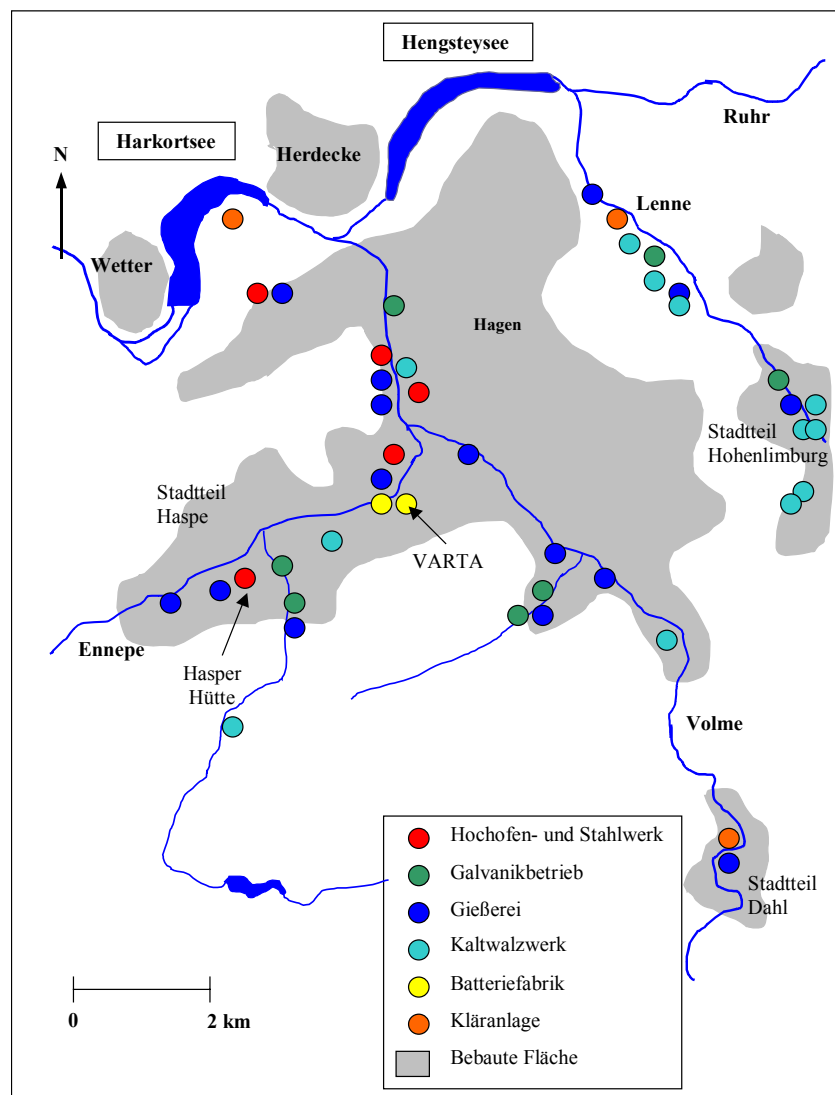 Hengsteysee
Ruhr
Harkortsee
Herdecke
N
Lenne
Wetter
Hagen
Stadtteil
Hohenlimburg
Stadtteil
Haspe
VARTA
Ennepe
Hasper
Hütte
Volme
Hochofen- und Stahlwerk
Galvanikbetrieb
Gießerei
Kaltwalzwerk
Batteriefabrik
Kläranlage
Bebaute Fläche
Stadtteil
Dahl
0 2 km